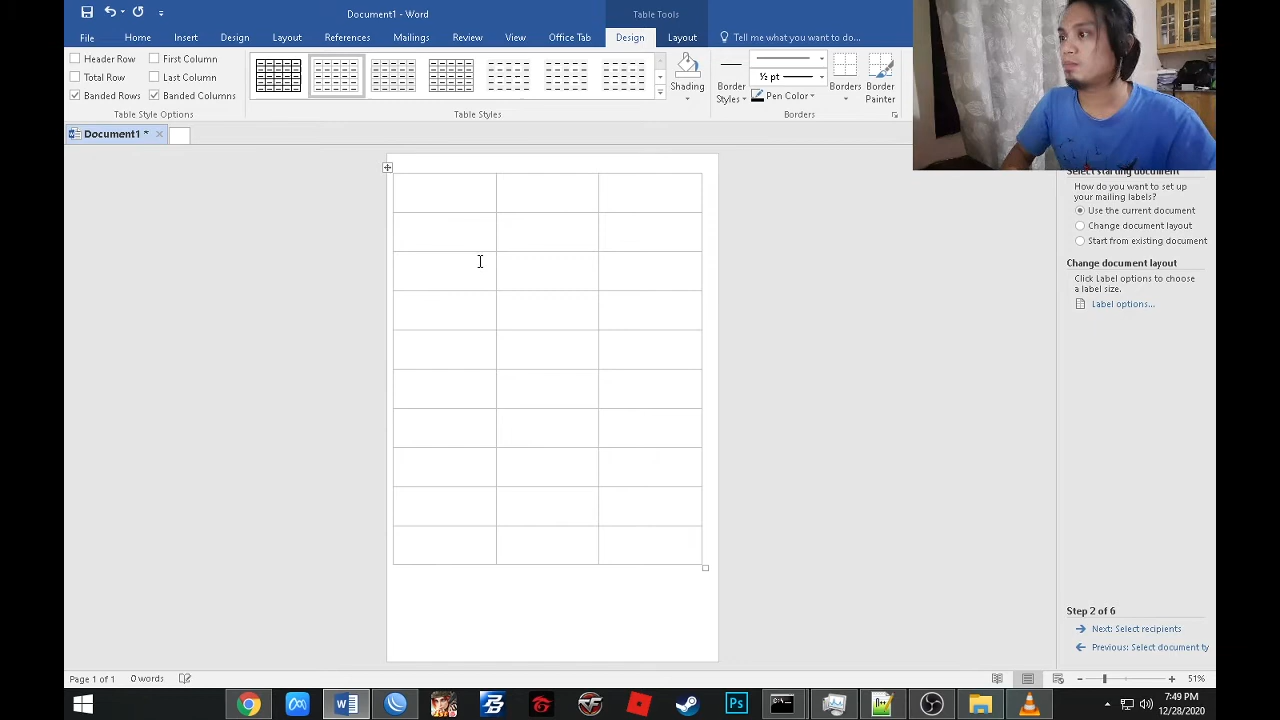 Document1 - Word
Table Tools
File
Home
Insert
Design
Layout
References
Mailings
Review
View
Office Tab
Design
Layout
Tell me what you want to do...
Header Row
First Column
Total Row
Last Column
Banded Rows
Banded Columns
Table Style Options
Table Styles
Shading
Border
Styles
½ pt
Pen Color
Borders
Border
Painter
Borders
Document1 *
Select starting document
How do you want to set up
your mailing labels?
Use the current document
Change document layout
Start from existing document
Change document layout
Click Label options to choose
a label size.
Label options...
Step 2 of 6
Next: Select recipients
Previous: Select document ty
Page 1 of 1
0 words
51%
Ps
7:49 PM
12/28/2020